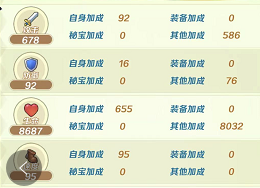 自身加成 92 装备加成 0
678 秘宝加成 0 其他加成 586
自身加成 16 装备加成 0
92 秘宝加成 0 其他加成 76
自身加成 655 装备加成 0
8687 秘宝加成 0 其他加成 8032
自身加成 95 装备加成 0
95 秘宝加成 0 其他加成 0